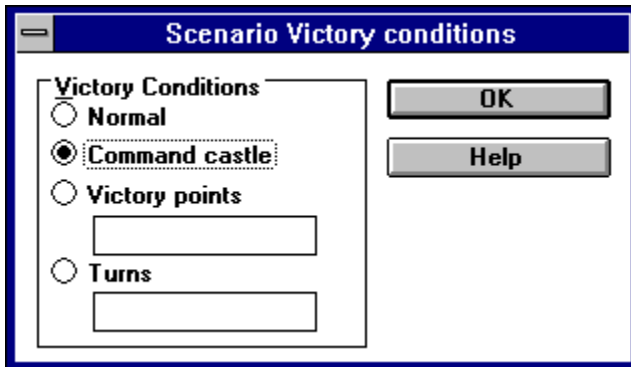 Scenario Victory conditions
Victory Conditions
Normal
Command castle
Victory points
Turns
OK
Help